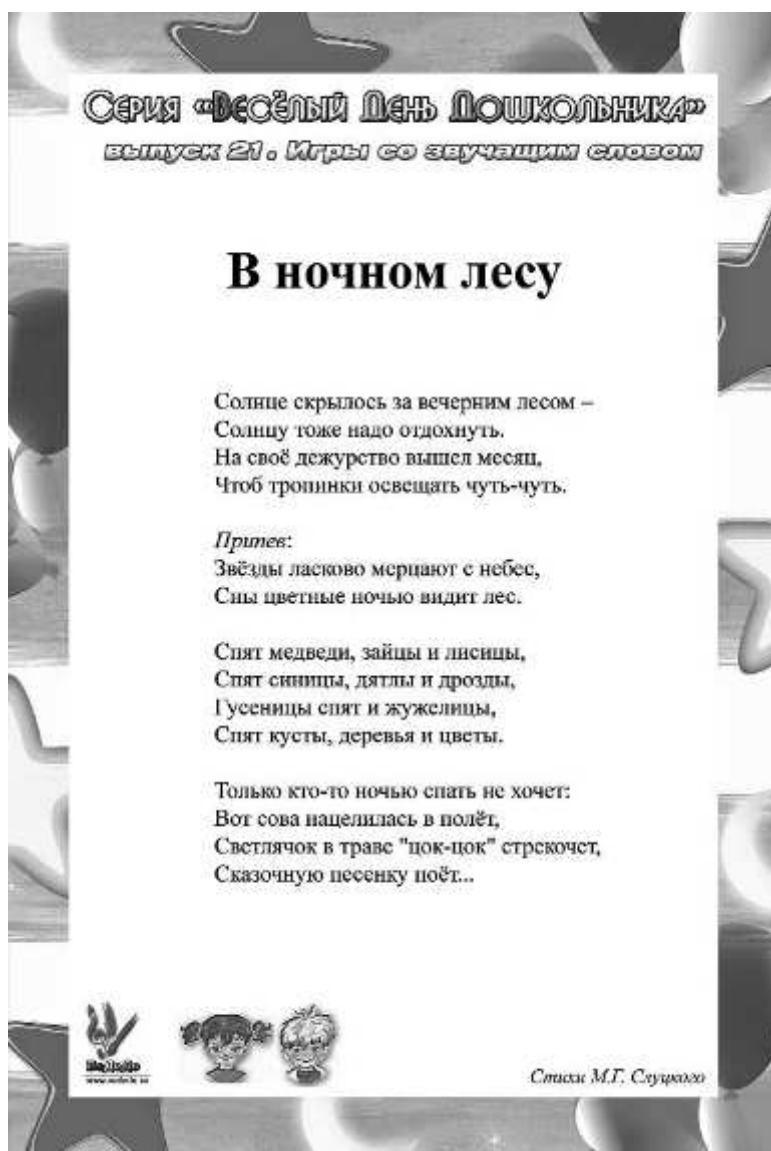 Серия «Весёлый День Дошкольника»
выпуск 21. Игры со звучащим словом
В ночном лесу
Солнце скрылось за вечерним лесом –
Солнцу тоже надо отдохнуть.
На своё дежурство вышел месяц,
Чтоб тропинки освещать чуть-чуть.
Припев:
Звёзды ласково мерцают с небес,
Сны цветные ночью видит лес.
Спят медведи, зайцы и лисицы,
Спят синицы, дятлы и дрозды,
Гусеницы спят и жужелицы,
Спят кусты, деревья и цветы.
Только кто-то ночью спать не хочет:
Вот сова нацелилась в полёт,
Светлячок в траве "цок-цок" стрекочет,
Сказочную песенку поёт...
Стихи М.Г. Слуцкого